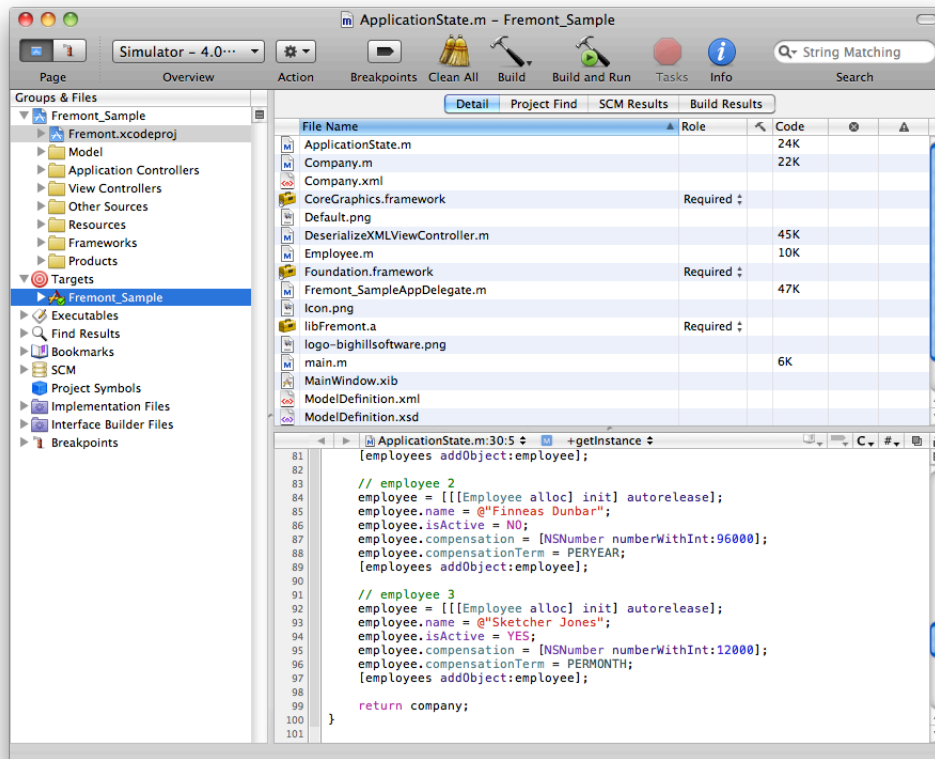 ApplicationState.m – Fremont_Sample
Simulator – 4.0···
String Matching
Page Overview Action Breakpoints Clean All Build Build and Run Tasks Info Search
Groups & Files
Fremont_Sample
Fremont.xcodeproj
Model
Application Controllers
View Controllers
Other Sources
Resources
Frameworks
Products
Targets
Fremont_Sample
Executables
Find Results
Bookmarks
SCM
Project Symbols
Implementation Files
Interface Builder Files
Breakpoints
Detail Project Find SCM Results Build Results
File Name Role Code
ApplicationState.m 24K
Company.m 22K
Company.xml
CoreGraphics.framework Required
Default.png
DeserializeXMLViewController.m 45K
Employee.m 10K
Foundation.framework Required
Fremont_SampleAppDelegate.m 47K
Icon.png
libFremont.a Required
logo-bighillsoftware.png
main.m 6K
MainWindow.xib
ModelDefinition.xml
ModelDefinition.xsd
ApplicationState.m:30:5 M +getInstance C #
81 [employees addObject:employee];
82
83 // employee 2
84 employee = [[[Employee alloc] init] autorelease];
85 employee.name = @"Finneas Dunbar";
86 employee.isActive = NO;
87 employee.compensation = [NSNumber numberWithInt:96000];
88 employee.compensationTerm = PERYEAR;
89 [employees addObject:employee];
90
91 // employee 3
92 employee = [[[Employee alloc] init] autorelease];
93 employee.name = @"Sketcher Jones";
94 employee.isActive = YES;
95 employee.compensation = [NSNumber numberWithInt:12000];
96 employee.compensationTerm = PERMONTH;
97 [employees addObject:employee];
98
99 return company;
100 }
101